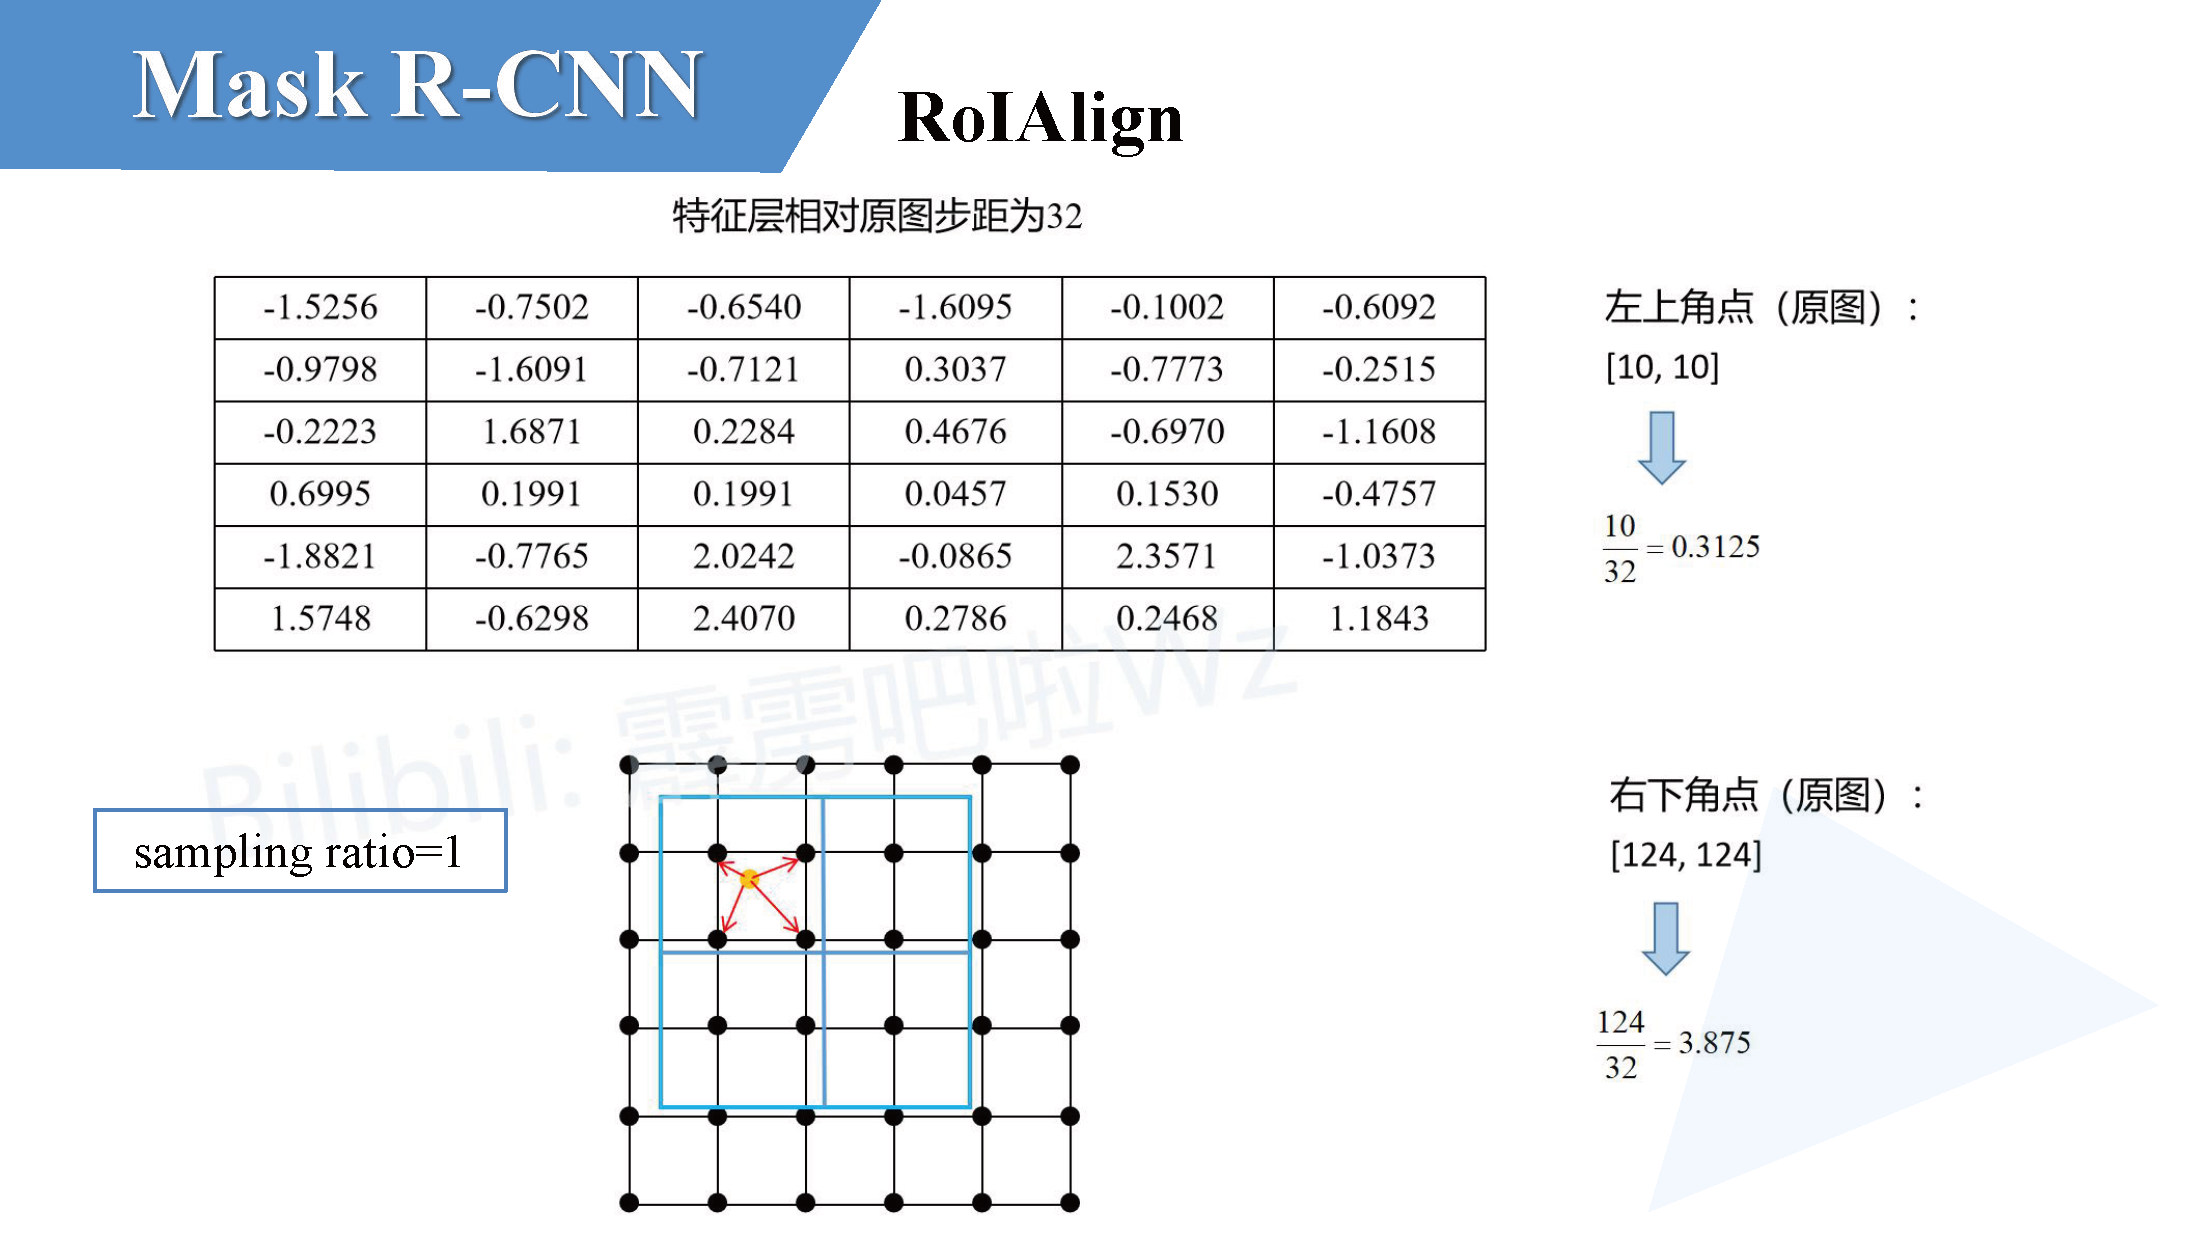 Mask R-CNN
RoIAlign
特征层相对原图步距为32
-1.5256 -0.7502 -0.6540 -1.6095 -0.1002 -0.6092
-0.9798 -1.6091 -0.7121 0.3037 -0.7773 -0.2515
-0.2223 1.6871 0.2284 0.4676 -0.6970 -1.1608
0.6995 0.1991 0.1991 0.0457 0.1530 -0.4757
-1.8821 -0.7765 2.0242 -0.0865 2.3571 -1.0373
1.5748 -0.6298 2.4070 0.2786 0.2468 1.1843
左上角点（原图）:
[10, 10]
10
32
= 0.3125
Bilibili: 霹雳吧啦Wz
sampling ratio=1
右下角点（原图）:
[124, 124]
124
32
= 3.875